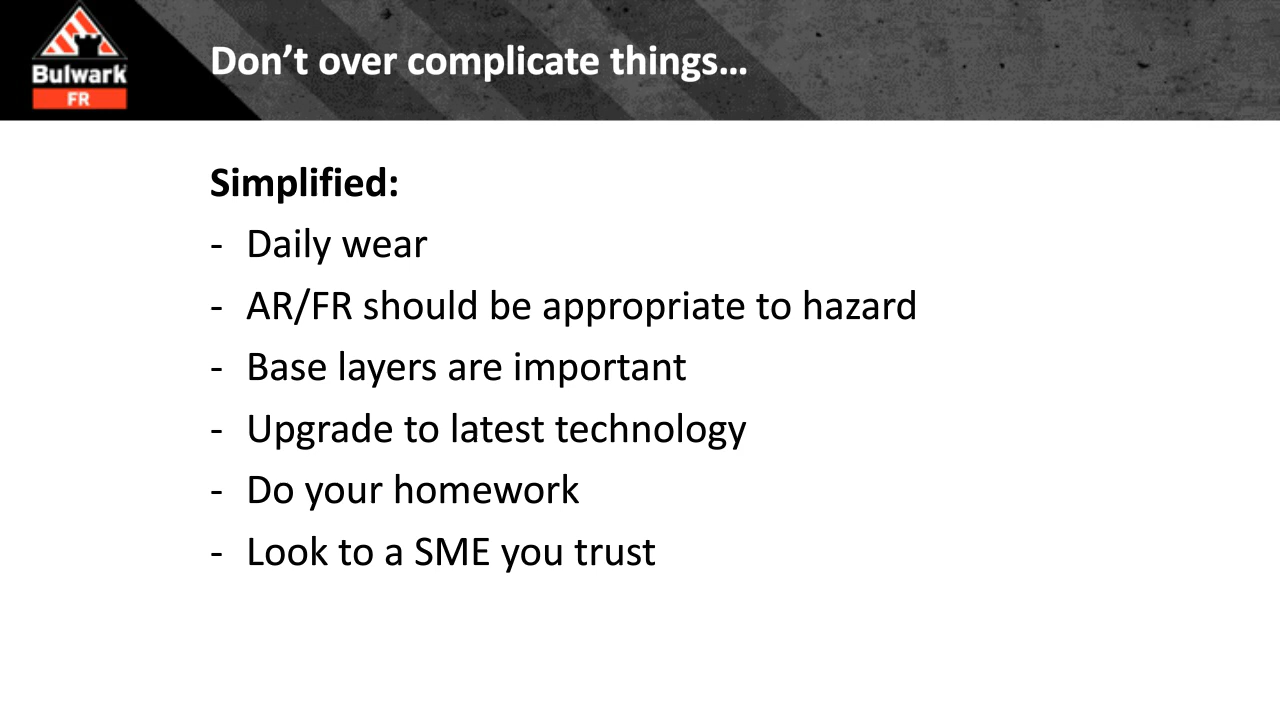 Bulwark
FR
Don’t over complicate things…
Simplified:
- Daily wear
- AR/FR should be appropriate to hazard
- Base layers are important
- Upgrade to latest technology
- Do your homework
- Look to a SME you trust